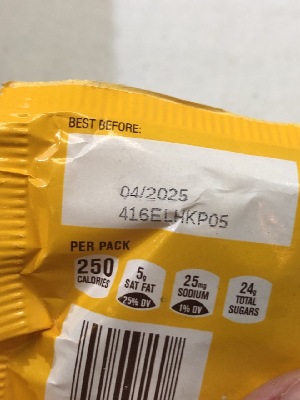 BEST BEFORE:
04/2025
416ELHKP05
PER PACK
250
CALORIES
5g
SAT FAT
25% DV
25mg
SODIUM
1% DV
24g
TOTAL
SUGARS